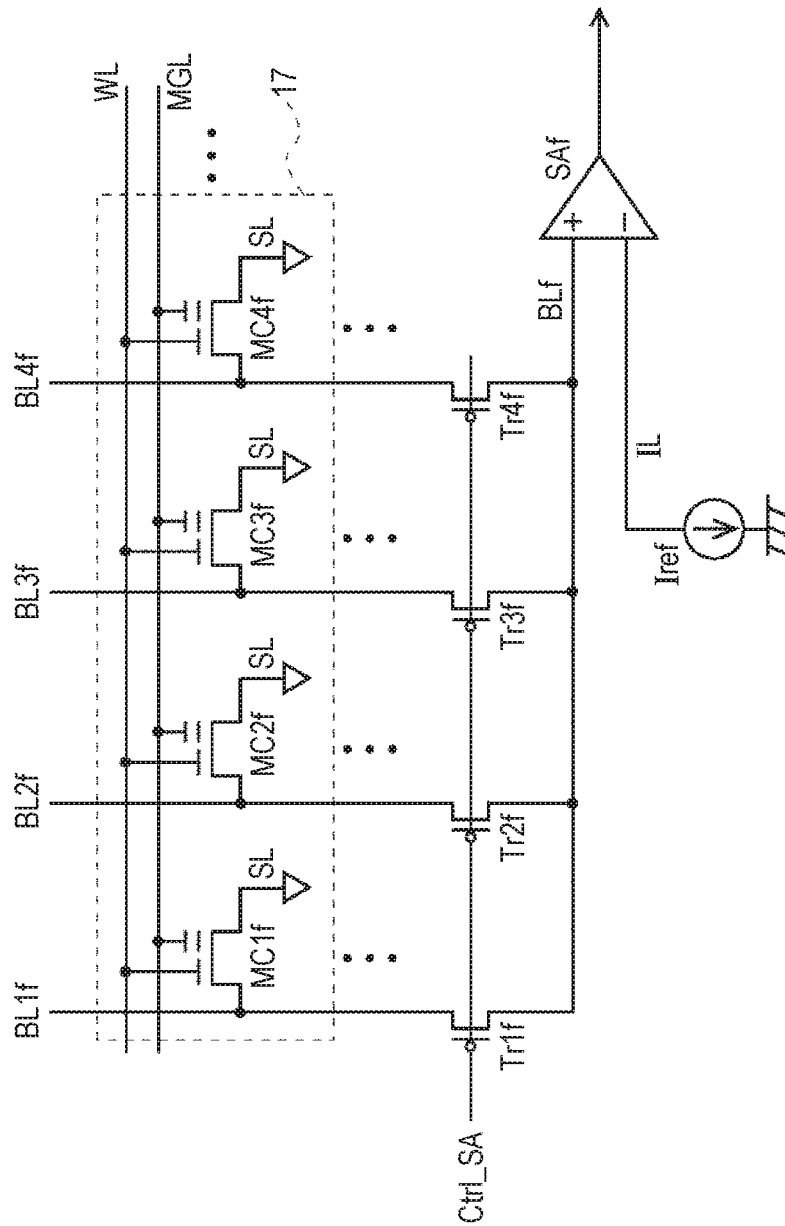 WL
MGL
17
BL1f
BL2f
BL3f
BL4f
MC1f
SL
MC2f
SL
MC3f
SL
MC4f
SL
Ctrl_SA
Tr1f
Tr2f
Tr3f
Tr4f
BLf
SAf
+
−
IL
Iref